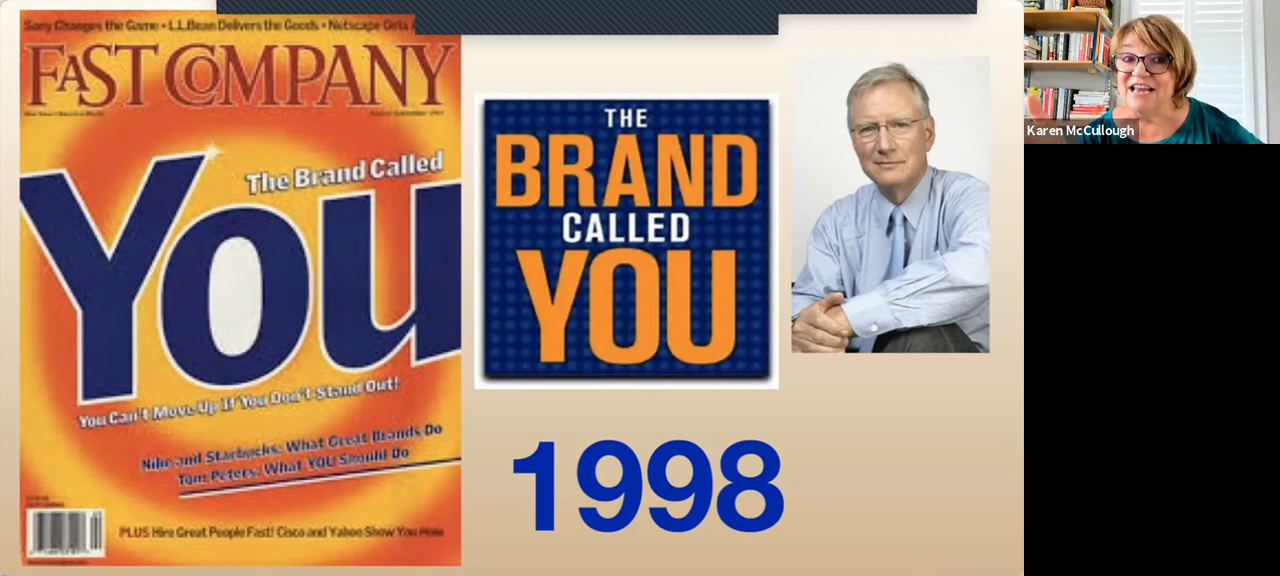 Sony Changes the Game • L.L.Bean Delivers the Goods • Netscape Gets
FAST COMPANY
The Brand Called
You
You Can't Move Up If You Don't Stand Out!
Nike and Starbucks: What Great Brands Do
Tom Peters: What YOU Should Do
PLUS Hire Great People Fast! Cisco and Yahoo Show You How
THE
BRAND
CALLED
YOU
1998
Karen McCullough